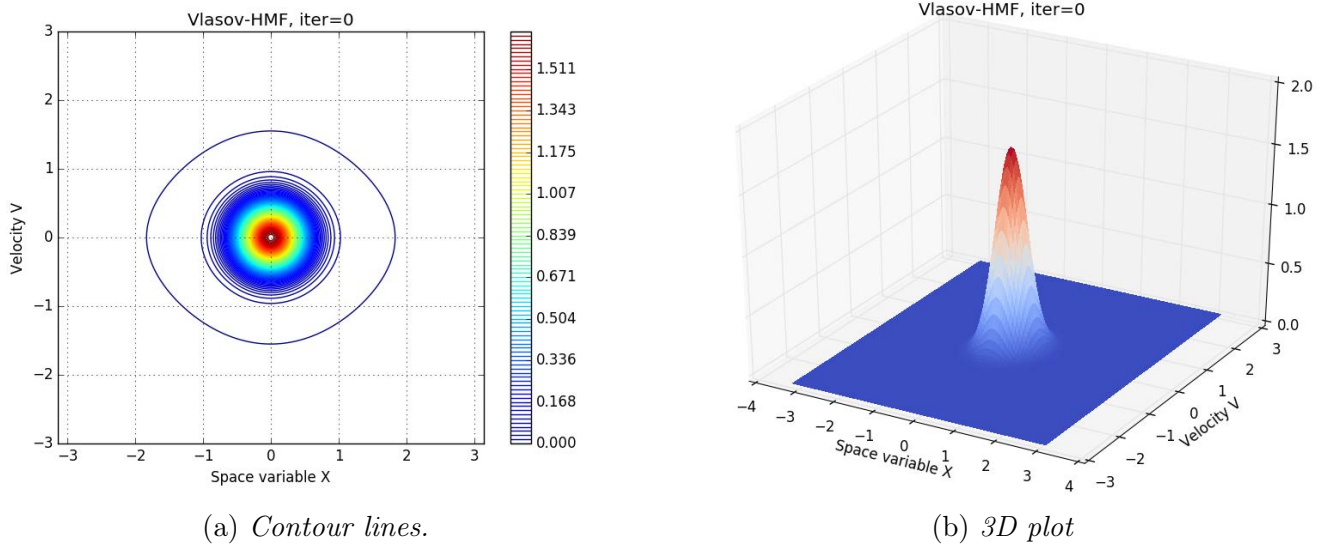 Vlasov-HMF, iter=0
3
2
1
0
−1
−2
−3
Velocity V
−3 −2 −1 0 1 2 3
Space variable X
1.511
1.343
1.175
1.007
0.839
0.671
0.504
0.336
0.168
0.000
(a) Contour lines.
Vlasov-HMF, iter=0
2.0
1.5
1.0
0.5
0.0
−4 −3 −2 −1 0 1 2 3 4
Space variable X
−3 −2 −1 0 1 2 3
Velocity V
(b) 3D plot